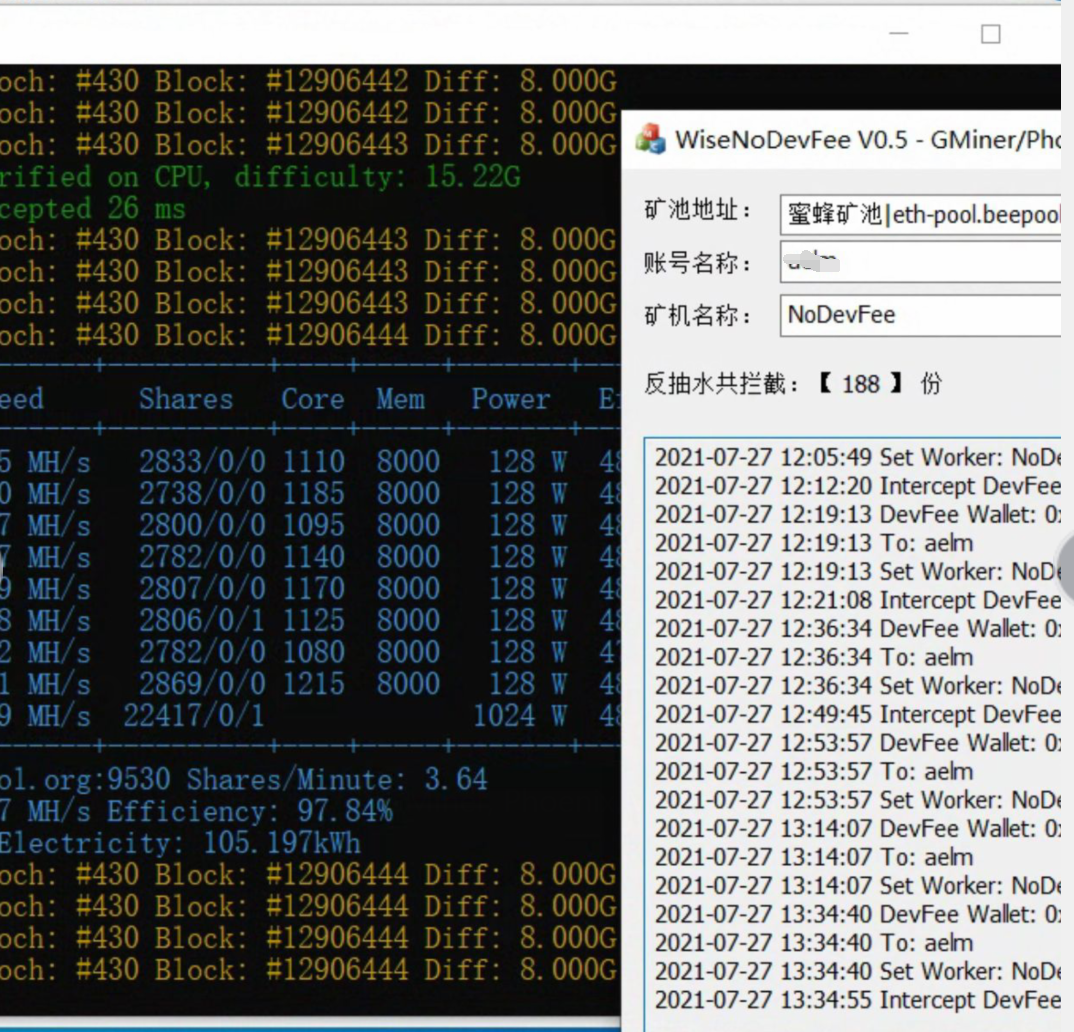 och: #430 Block: #12906442 Diff: 8.000G
och: #430 Block: #12906442 Diff: 8.000G
och: #430 Block: #12906443 Diff: 8.000G
rified on CPU, difficulty: 15.22G
cepted 26 ms
och: #430 Block: #12906443 Diff: 8.000G
och: #430 Block: #12906443 Diff: 8.000G
och: #430 Block: #12906443 Diff: 8.000G
och: #430 Block: #12906444 Diff: 8.000G
eed Shares Core Mem Power E
5 MH/s 2833/0/0 1110 8000 128 W 48
0 MH/s 2738/0/0 1185 8000 128 W 48
7 MH/s 2800/0/0 1095 8000 128 W 48
7 MH/s 2782/0/0 1140 8000 128 W 48
9 MH/s 2807/0/0 1170 8000 128 W 48
8 MH/s 2806/0/1 1125 8000 128 W 48
2 MH/s 2782/0/0 1080 8000 128 W 47
1 MH/s 2869/0/0 1215 8000 128 W 48
9 MH/s 22417/0/1 1024 W 48
ol.org:9530 Shares/Minute: 3.64
7 MH/s Efficiency: 97.84%
Electricity: 105.197kWh
och: #430 Block: #12906444 Diff: 8.000G
och: #430 Block: #12906444 Diff: 8.000G
och: #430 Block: #12906444 Diff: 8.000G
och: #430 Block: #12906444 Diff: 8.000G
WiseNoDevFee V0.5 - GMiner/Pho
矿池地址： 蜜蜂矿池|eth-pool.beepool
账号名称：
矿机名称： NoDevFee
反抽水共拦截：【 188 】 份
2021-07-27 12:05:49 Set Worker: NoDe
2021-07-27 12:12:20 Intercept DevFee
2021-07-27 12:19:13 DevFee Wallet: 0x
2021-07-27 12:19:13 To: aelm
2021-07-27 12:19:13 Set Worker: NoDe
2021-07-27 12:21:08 Intercept DevFee
2021-07-27 12:36:34 DevFee Wallet: 0x
2021-07-27 12:36:34 To: aelm
2021-07-27 12:36:34 Set Worker: NoDe
2021-07-27 12:49:45 Intercept DevFee
2021-07-27 12:53:57 DevFee Wallet: 0x
2021-07-27 12:53:57 To: aelm
2021-07-27 12:53:57 Set Worker: NoDe
2021-07-27 13:14:07 DevFee Wallet: 0x
2021-07-27 13:14:07 To: aelm
2021-07-27 13:14:07 Set Worker: NoDe
2021-07-27 13:34:40 DevFee Wallet: 0x
2021-07-27 13:34:40 To: aelm
2021-07-27 13:34:40 Set Worker: NoDe
2021-07-27 13:34:55 Intercept DevFee